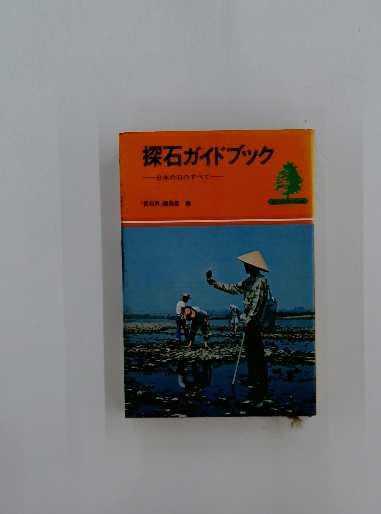 探石ガイドブック
──日本の石のすべて──
「愛石界」編集部 編